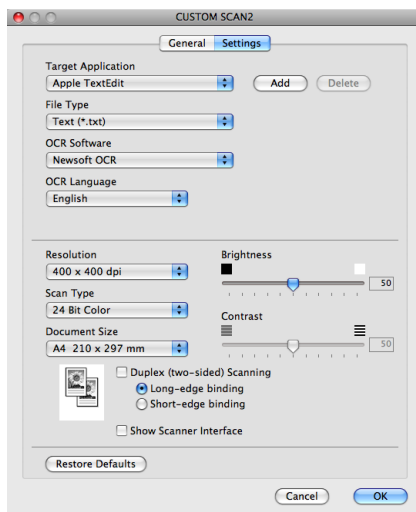 CUSTOM SCAN2
General Settings
Target Application
Apple TextEdit Add Delete
File Type
Text (*.txt)
OCR Software
Newsoft OCR
OCR Language
English
Resolution Brightness
400 x 400 dpi 50
Scan Type
24 Bit Color Contrast
Document Size 50
A4 210 x 297 mm
Duplex (two-sided) Scanning
Long-edge binding
Short-edge binding
Show Scanner Interface
Restore Defaults
Cancel OK